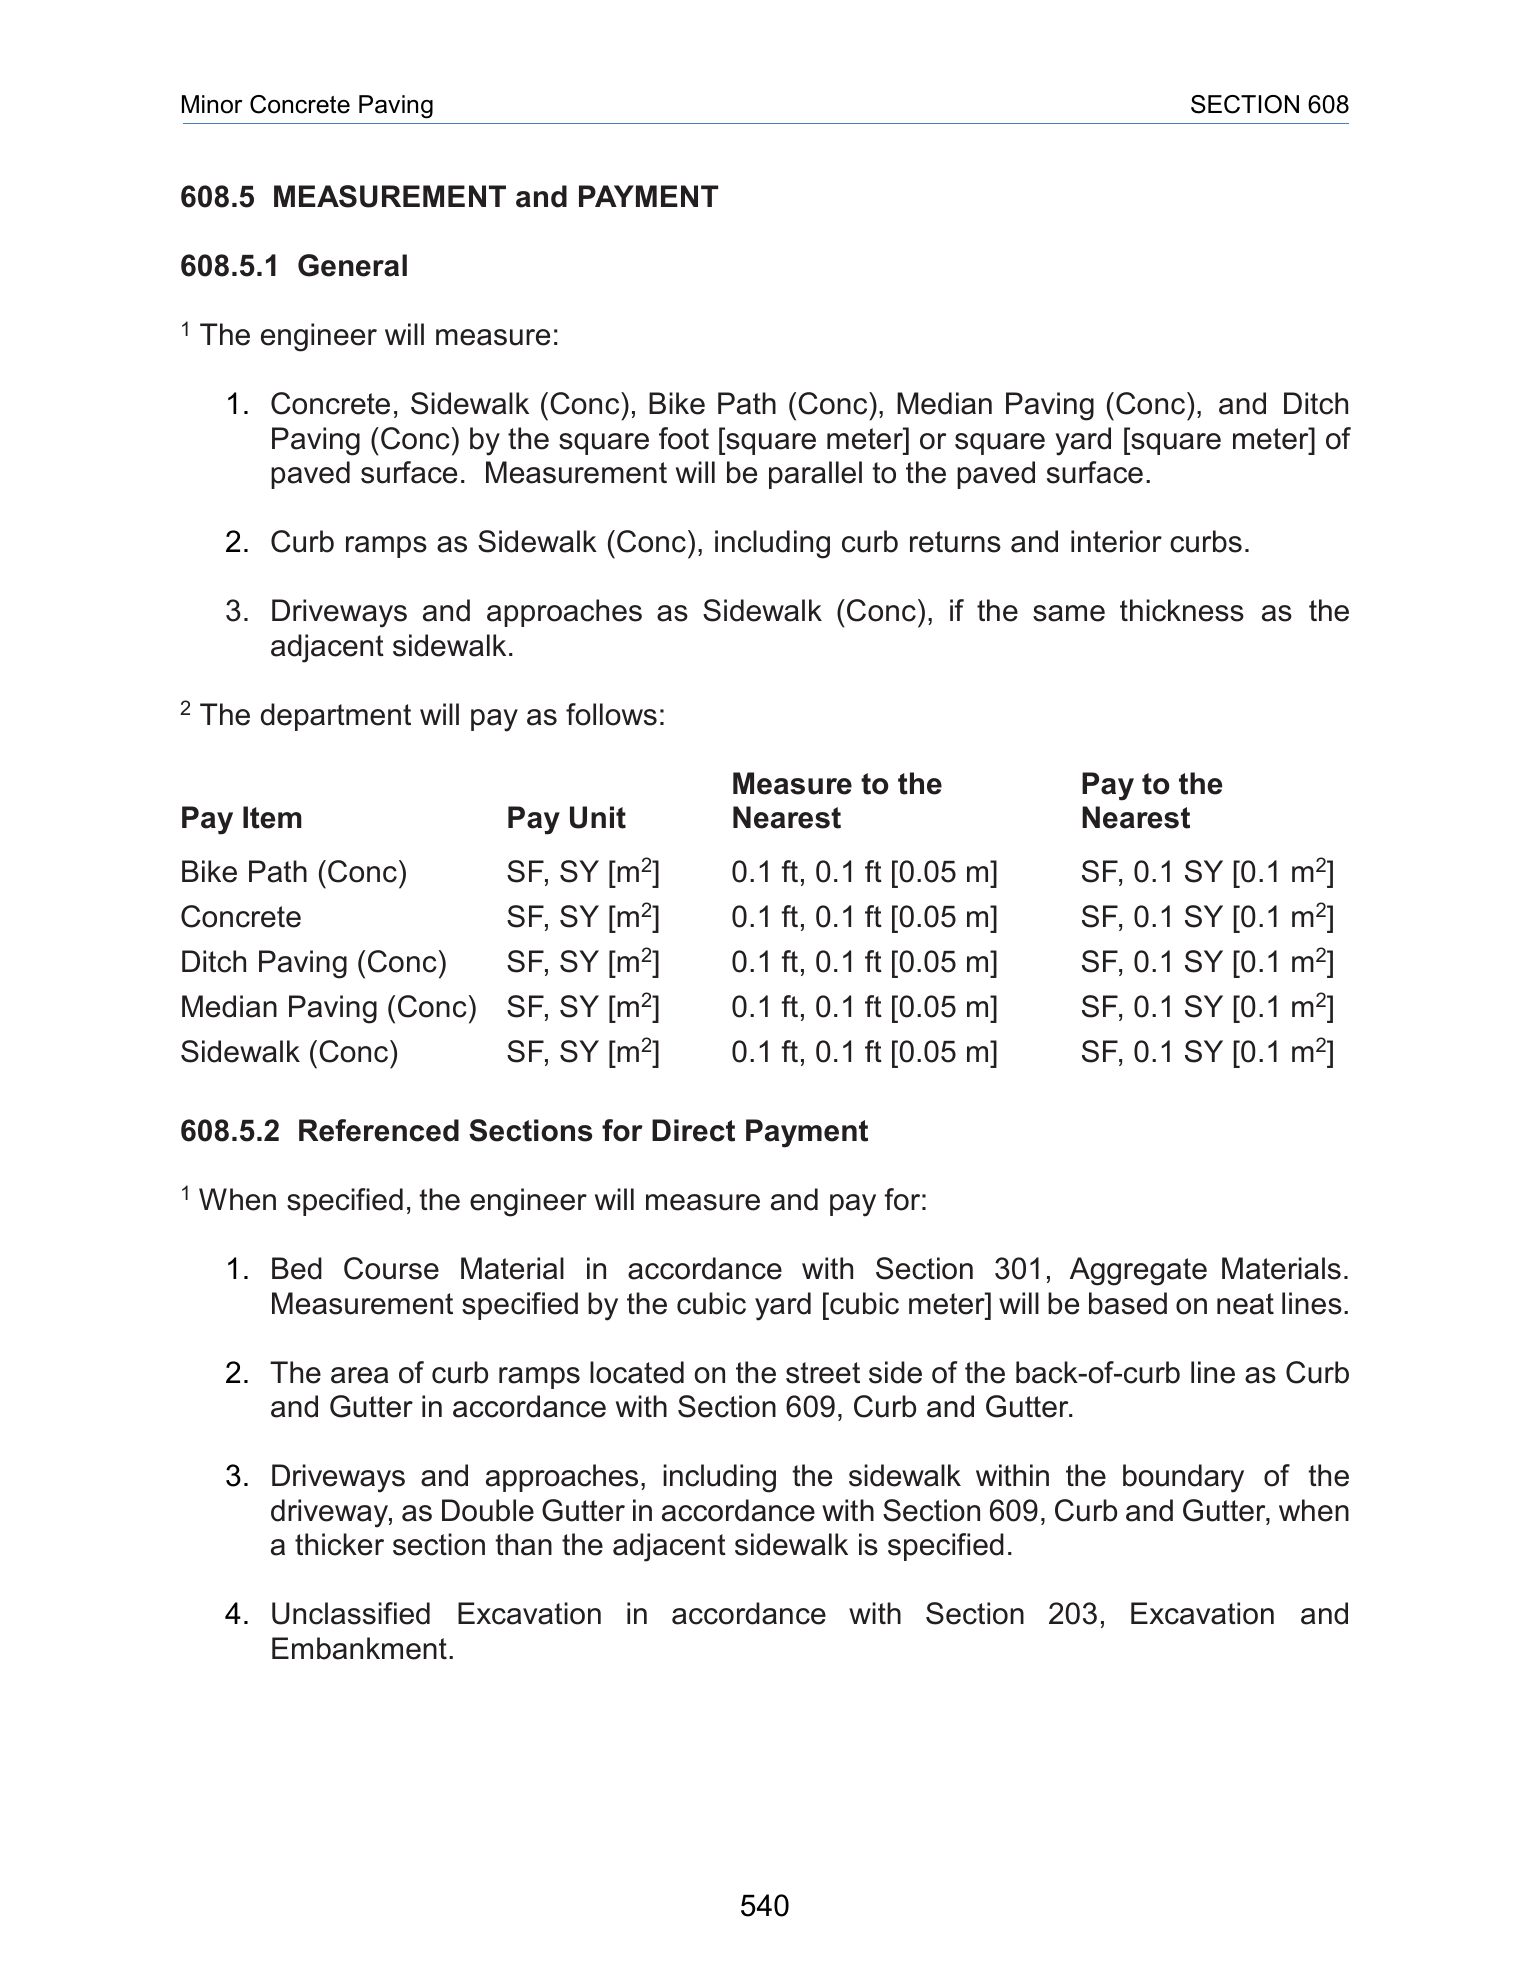 Minor Concrete Paving SECTION 608
608.5 MEASUREMENT and PAYMENT
608.5.1 General
1 The engineer will measure:
1. Concrete, Sidewalk (Conc), Bike Path (Conc), Median Paving (Conc), and Ditch
Paving (Conc) by the square foot [square meter] or square yard [square meter] of
paved surface. Measurement will be parallel to the paved surface.
2. Curb ramps as Sidewalk (Conc), including curb returns and interior curbs.
3. Driveways and approaches as Sidewalk (Conc), if the same thickness as the
adjacent sidewalk.
2 The department will pay as follows:
Measure to the Pay to the
Pay Item Pay Unit Nearest Nearest
Bike Path (Conc) SF, SY [m2] 0.1 ft, 0.1 ft [0.05 m] SF, 0.1 SY [0.1 m2]
Concrete SF, SY [m2] 0.1 ft, 0.1 ft [0.05 m] SF, 0.1 SY [0.1 m2]
Ditch Paving (Conc) SF, SY [m2] 0.1 ft, 0.1 ft [0.05 m] SF, 0.1 SY [0.1 m2]
Median Paving (Conc) SF, SY [m2] 0.1 ft, 0.1 ft [0.05 m] SF, 0.1 SY [0.1 m2]
Sidewalk (Conc) SF, SY [m2] 0.1 ft, 0.1 ft [0.05 m] SF, 0.1 SY [0.1 m2]
608.5.2 Referenced Sections for Direct Payment
1 When specified, the engineer will measure and pay for:
1. Bed Course Material in accordance with Section 301, Aggregate Materials.
Measurement specified by the cubic yard [cubic meter] will be based on neat lines.
2. The area of curb ramps located on the street side of the back-of-curb line as Curb
and Gutter in accordance with Section 609, Curb and Gutter.
3. Driveways and approaches, including the sidewalk within the boundary of the
driveway, as Double Gutter in accordance with Section 609, Curb and Gutter, when
a thicker section than the adjacent sidewalk is specified.
4. Unclassified Excavation in accordance with Section 203, Excavation and
Embankment.
540